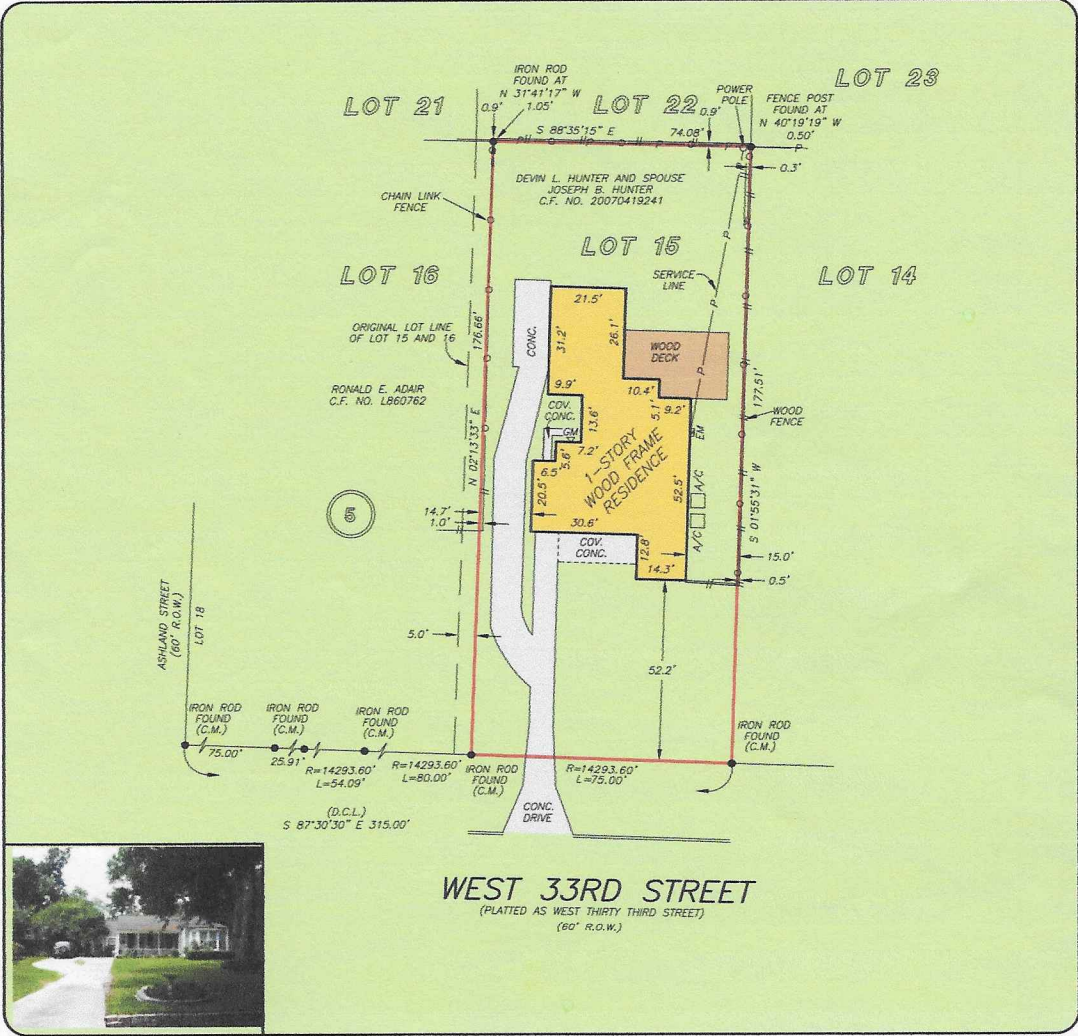 LOT 23
IRON ROD
FOUND AT
N 31°41'17" W
1.05'
0.9'
LOT 21
LOT 22
0.9'
POWER
POLE
FENCE POST
FOUND AT
N 40°19'19" W
0.50'
S 88°35'15" E
74.08'
0.3'
DEVIN L. HUNTER AND SPOUSE
JOSEPH B. HUNTER
C.F. NO. 20070419241
CHAIN LINK
FENCE
LOT 15
LOT 16
LOT 14
SERVICE
LINE
21.5'
ORIGINAL LOT LINE
OF LOT 15 AND 16
176.66'
CONC.
31.2'
26.1'
WOOD
DECK
RONALD E. ADAIR
C.F. NO. L860762
9.9'
10.4'
5.1'
9.2'
177.51'
COV.
CONC.
GM
13.6'
WOOD
FENCE
N 02°13'33" E
7.2'
5.6'
6.5'
EM
1-STORY
WOOD FRAME
RESIDENCE
20.5'
52.5'
A/C
A/C
S 01°55'31" W
5
14.7'
1.0'
30.6'
COV.
CONC.
12.8'
14.3'
15.0'
0.5'
ASHLAND STREET
(60' R.O.W.)
LOT 18
5.0'
52.2'
IRON ROD
FOUND
(C.M.)
IRON ROD
FOUND
(C.M.)
IRON ROD
FOUND
(C.M.)
IRON ROD
FOUND
(C.M.)
75.00'
25.91'
R=14293.60'
L=54.09'
R=14293.60'
L=80.00'
IRON ROD
FOUND
(C.M.)
R=14293.60'
L=75.00'
(D.C.L.)
S 87°30'30" E 315.00'
CONC.
DRIVE
WEST 33RD STREET
(PLATTED AS WEST THIRTY THIRD STREET)
(60' R.O.W.)